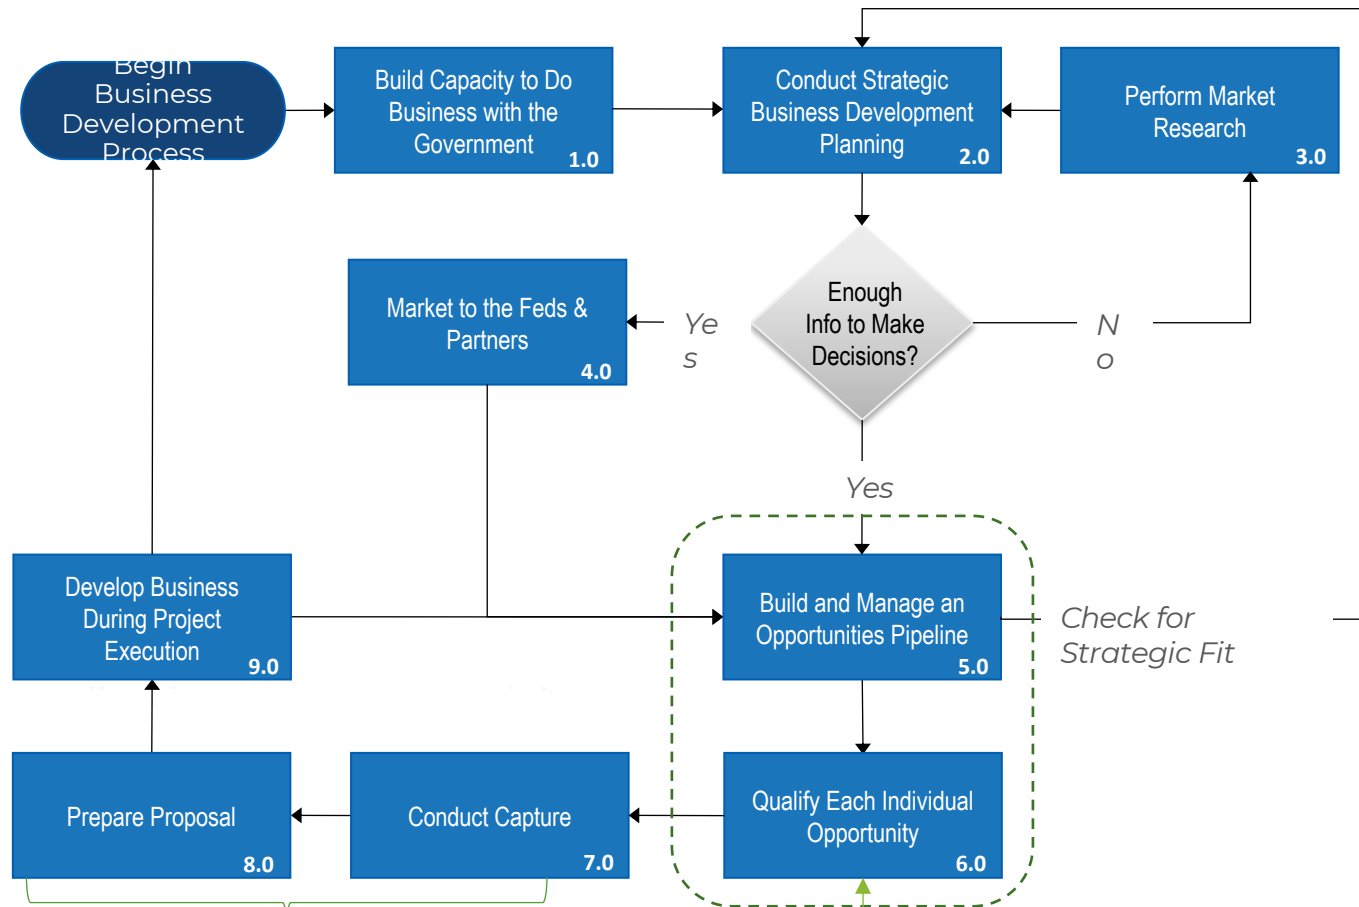 Begin
Business
Development
Process
Build Capacity to Do
Business with the
Government
1.0
Conduct Strategic
Business Development
Planning
2.0
Perform Market
Research
3.0
Market to the Feds &
Partners
4.0
Ye
s
Enough
Info to Make
Decisions?
N
o
Yes
Develop Business
During Project
Execution
9.0
Build and Manage an
Opportunities Pipeline
5.0
Check for
Strategic Fit
Prepare Proposal
8.0
Conduct Capture
7.0
Qualify Each Individual
Opportunity
6.0